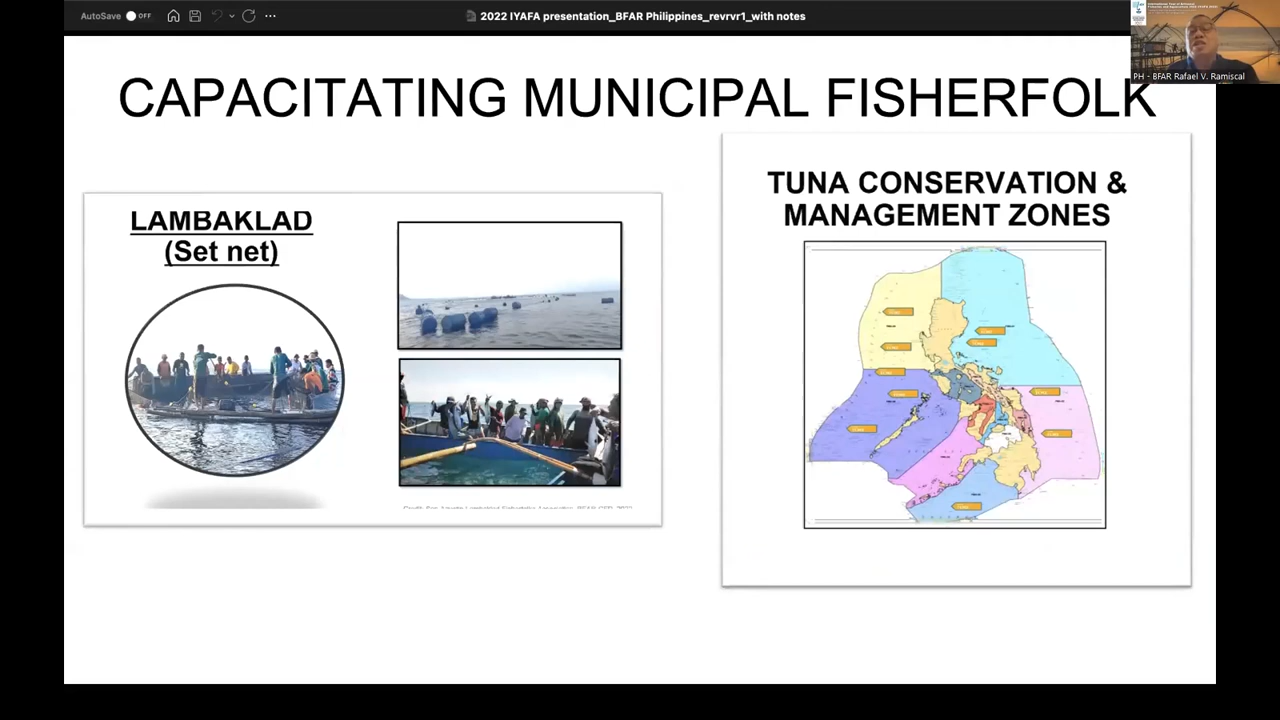 AutoSave OFF
2022 IYAFA presentation_BFAR Philippines_revrvr1_with notes
PH - BFAR Rafael V. Ramiscal
CAPACITATING MUNICIPAL FISHERFOLK
LAMBAKLAD
(Set net)
TUNA CONSERVATION &
MANAGEMENT ZONES